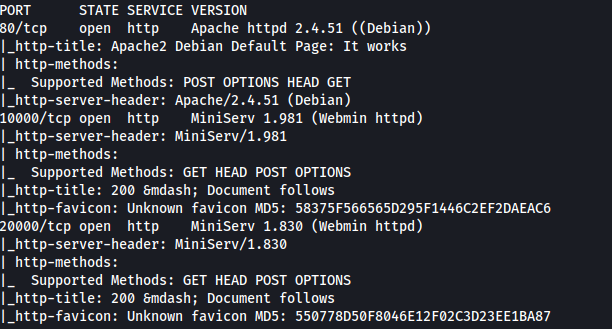 PORT      STATE SERVICE VERSION
80/tcp    open  http    Apache httpd 2.4.51 ((Debian))
|_http-title: Apache2 Debian Default Page: It works
| http-methods:
|_  Supported Methods: POST OPTIONS HEAD GET
|_http-server-header: Apache/2.4.51 (Debian)
10000/tcp open  http    MiniServ 1.981 (Webmin httpd)
|_http-server-header: MiniServ/1.981
| http-methods:
|_  Supported Methods: GET HEAD POST OPTIONS
|_http-title: 200 &mdash; Document follows
|_http-favicon: Unknown favicon MD5: 58375F566565D295F1446C2EF2DAEAC6
20000/tcp open  http    MiniServ 1.830 (Webmin httpd)
|_http-server-header: MiniServ/1.830
| http-methods:
|_  Supported Methods: GET HEAD POST OPTIONS
|_http-title: 200 &mdash; Document follows
|_http-favicon: Unknown favicon MD5: 550778D50F8046E12F02C3D23EE1BA87